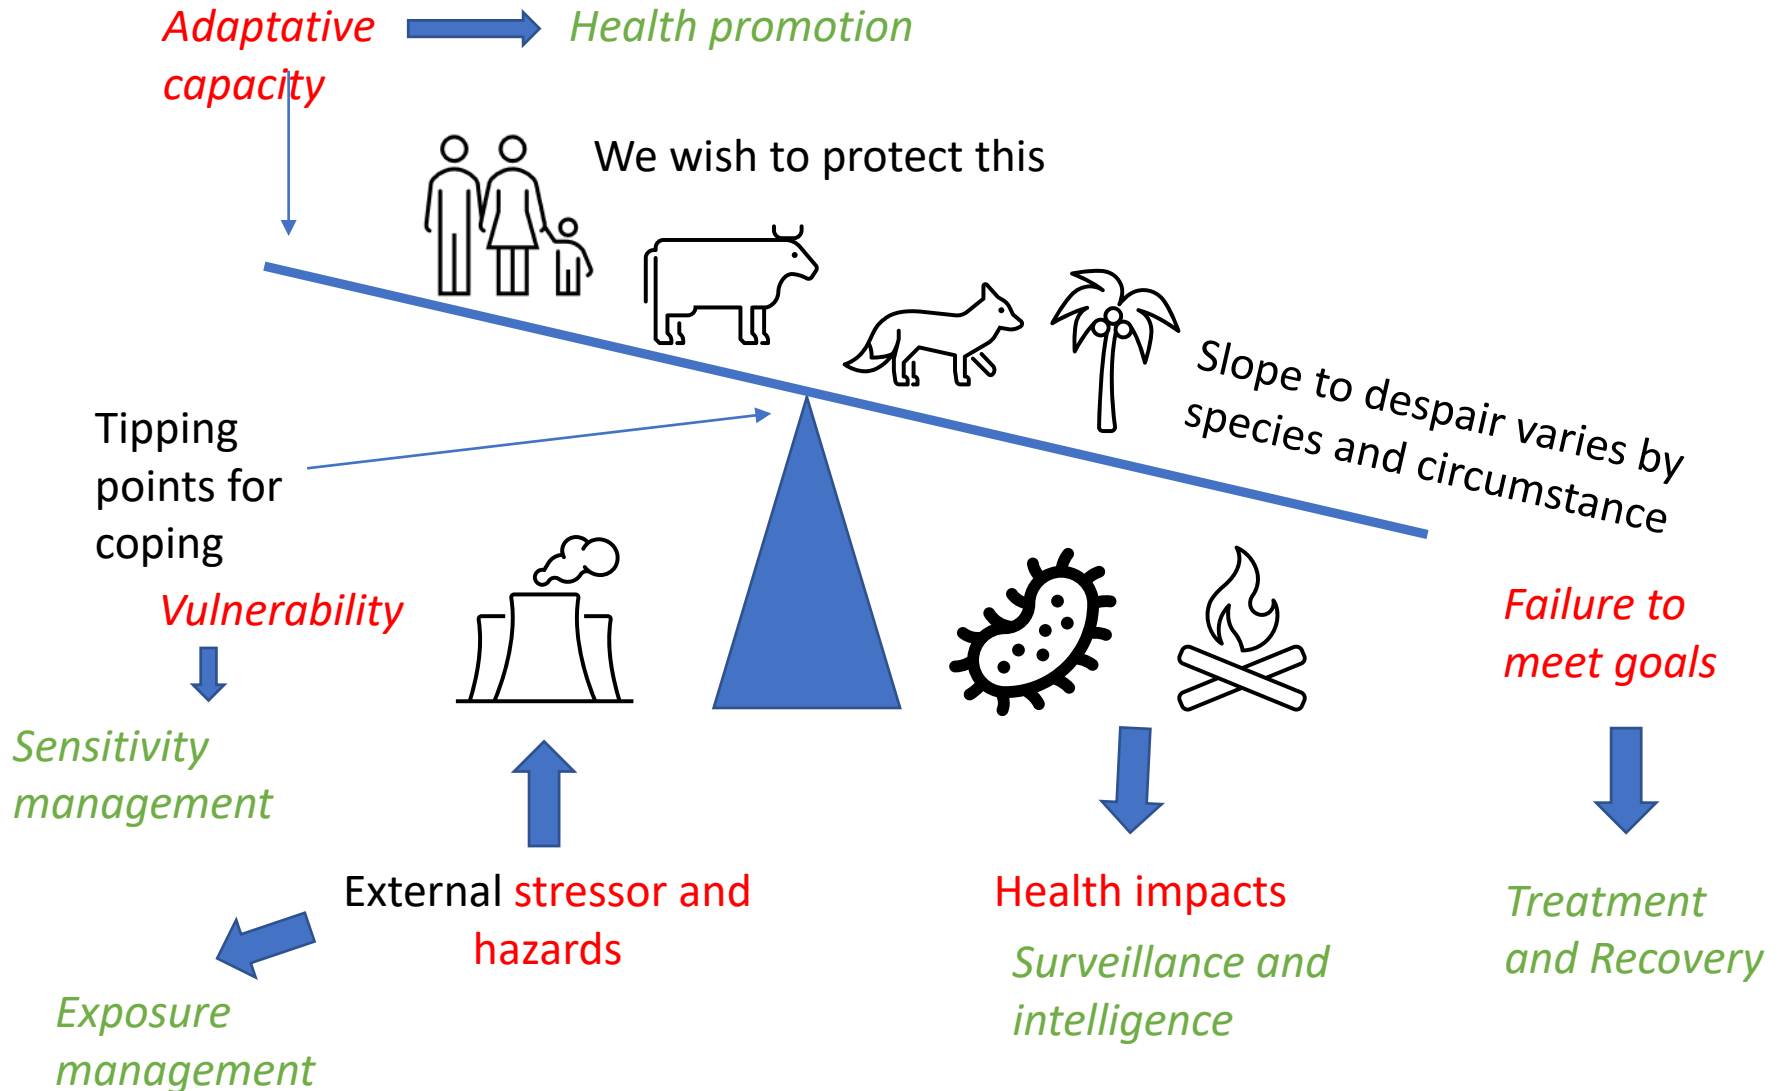 Adaptative
capacity
Health promotion
We wish to protect this
Slope to despair varies by
species and circumstance
Tipping
points for
coping
Vulnerability
Sensitivity
management
Failure to
meet goals
External stressor and
hazards
Health impacts
Surveillance and
intelligence
Treatment
and Recovery
Exposure
management